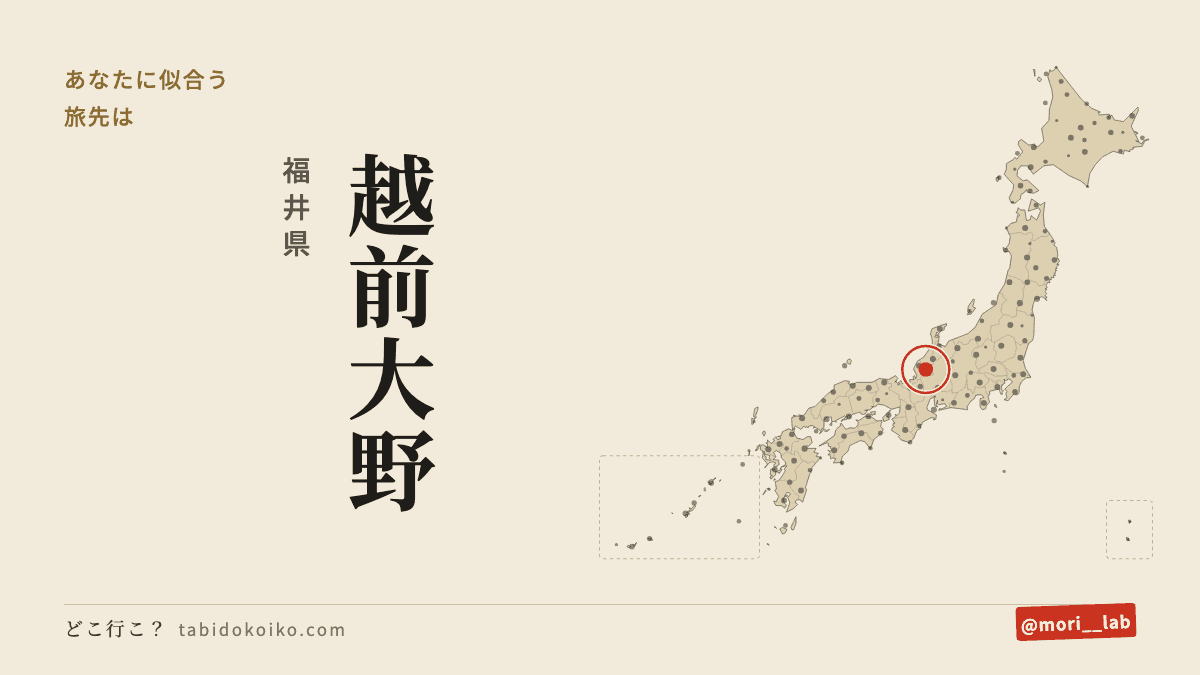 あなたに似合う
旅先は
越前大野
福井県
どこ行こ？ tabidokoiko.com
@mori__lab